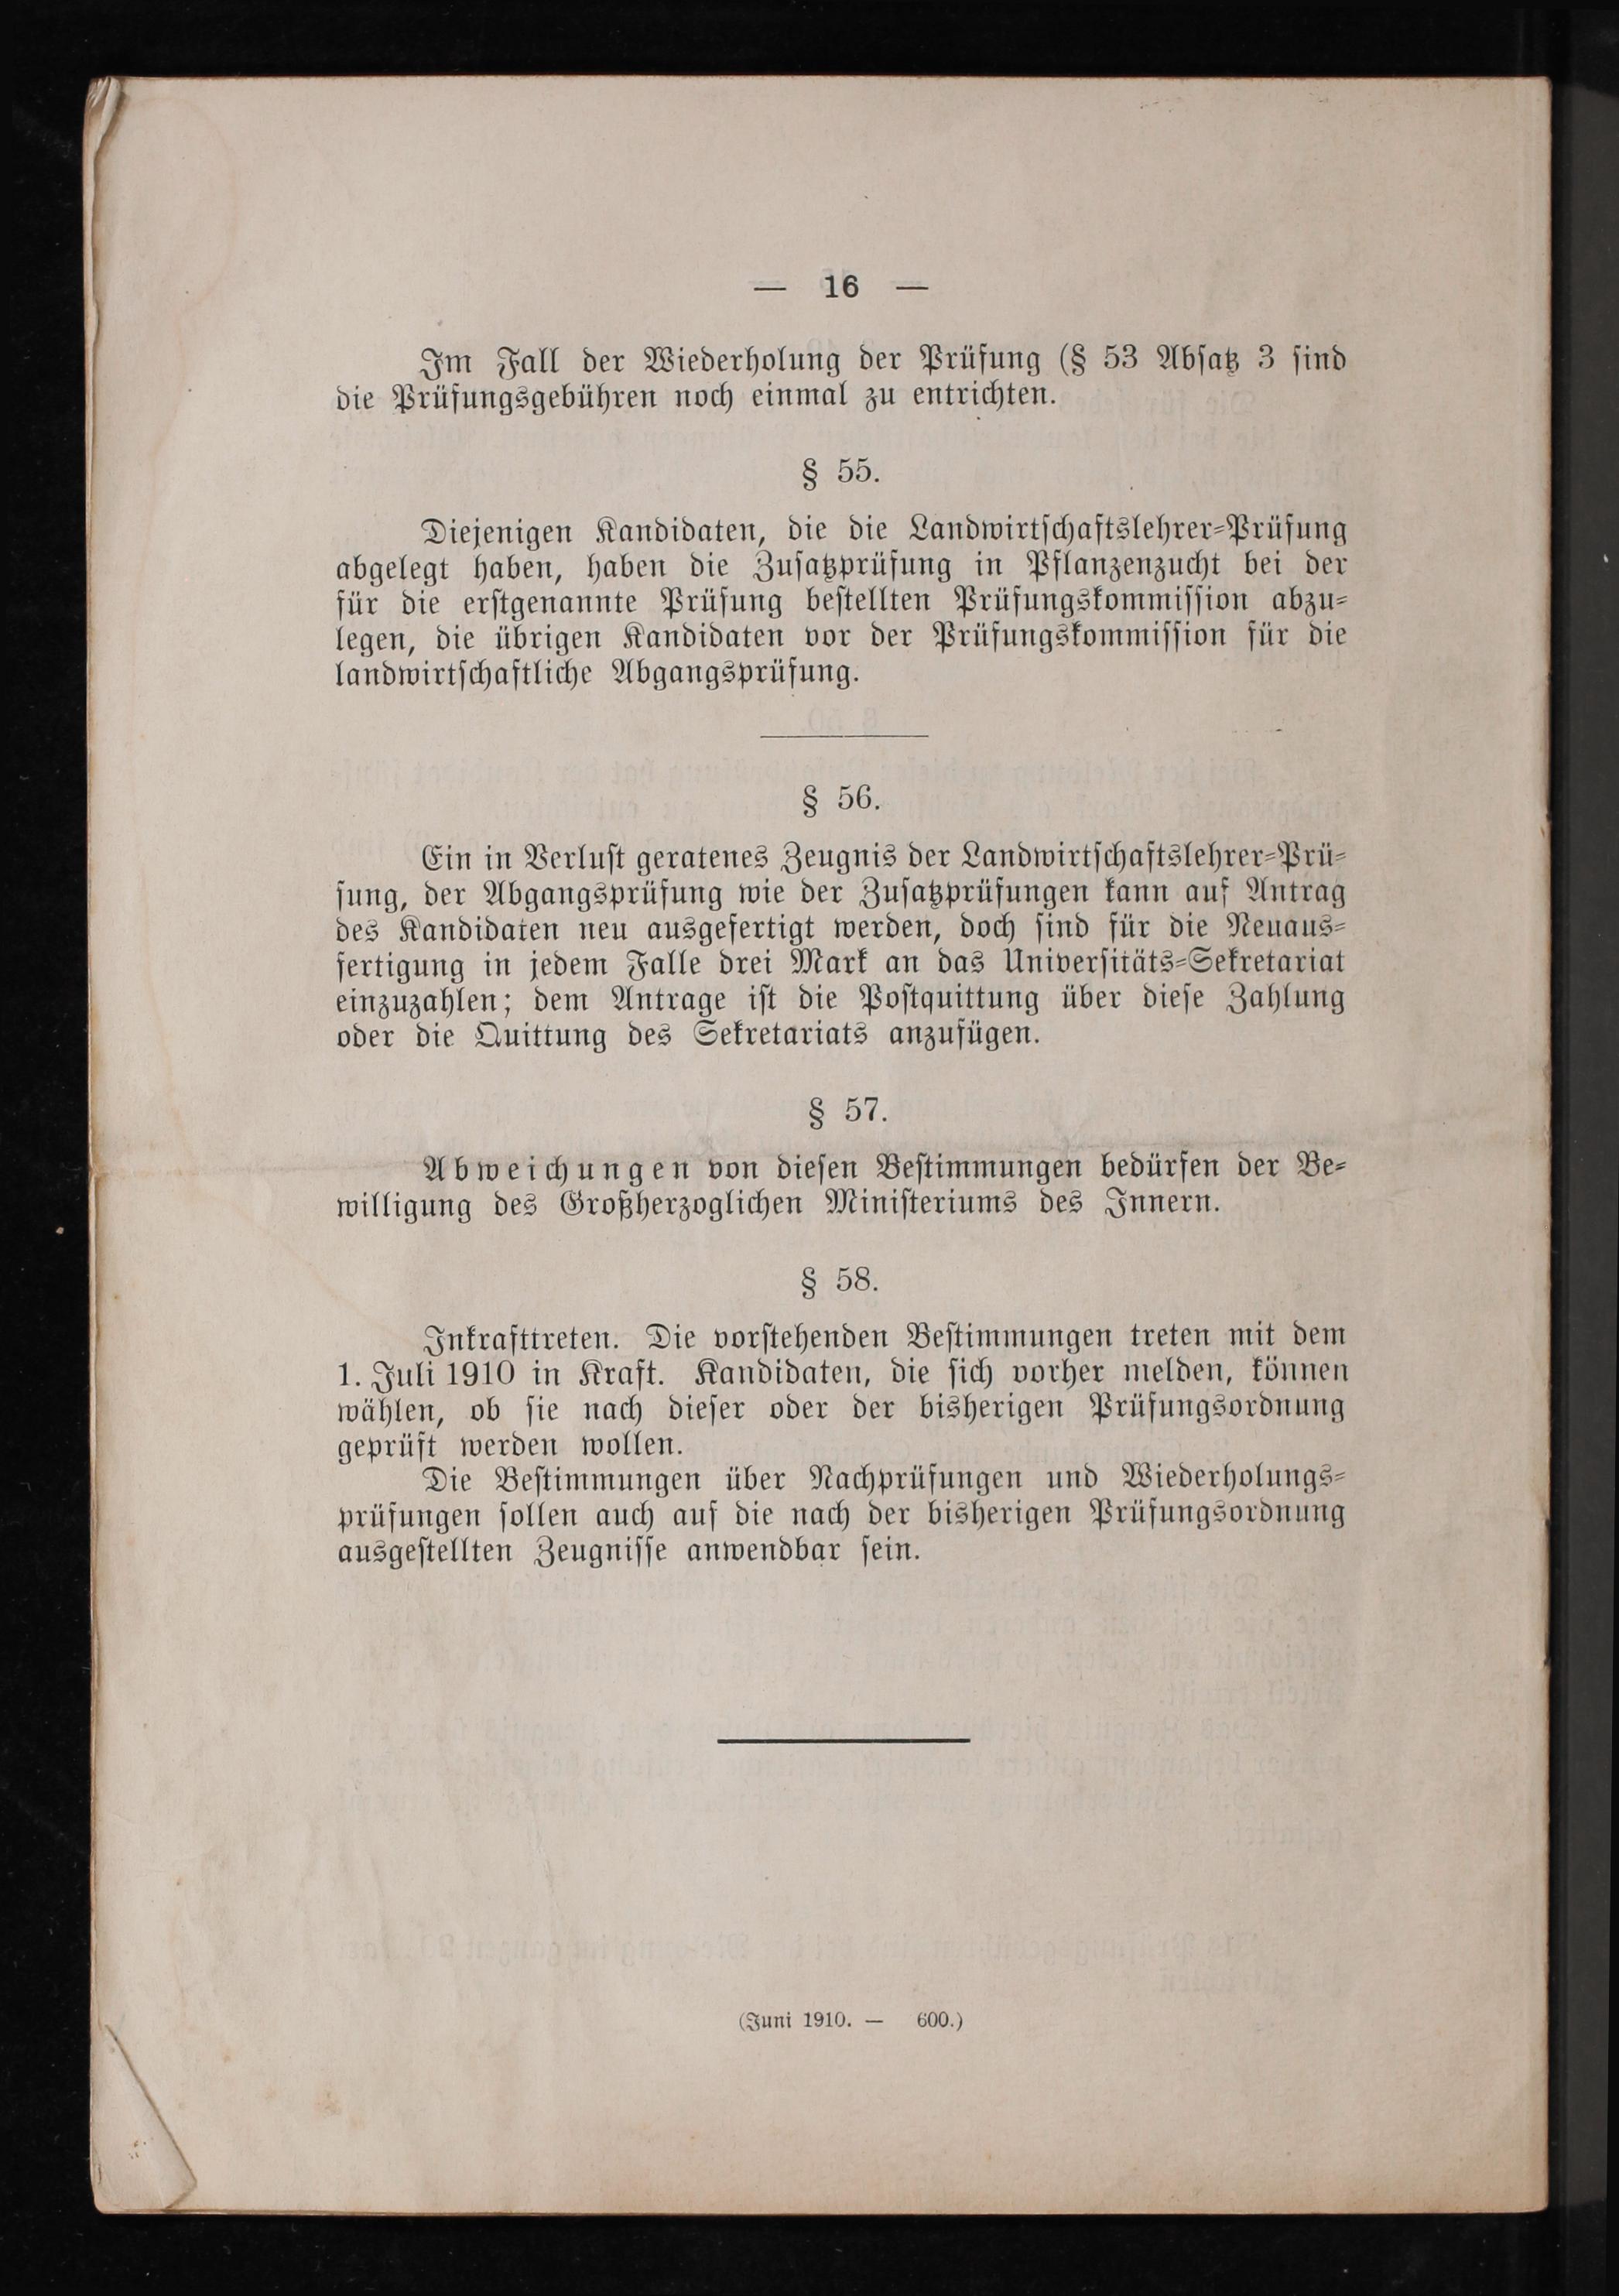 — 16 —
Im Fall der Wiederholung der Prüfung (§ 53 Absatz 3 sind
die Prüfungsgebühren noch einmal zu entrichten.
§ 55.
Diejenigen Kandidaten, die die Landwirtschaftslehrer-Prüfung
abgelegt haben, haben die Zusatzprüfung in Pflanzenzucht bei der
für die erstgenannte Prüfung bestellten Prüfungskommission abzu-
legen, die übrigen Kandidaten vor der Prüfungskommission für die
landwirtschaftliche Abgangsprüfung.
§ 56.
Ein in Verlust geratenes Zeugnis der Landwirtschaftslehrer-Prü-
fung, der Abgangsprüfung wie der Zusatzprüfungen kann auf Antrag
des Kandidaten neu ausgefertigt werden, doch sind für die Neuaus-
fertigung in jedem Falle drei Mark an das Universitäts-Sekretariat
einzuzahlen; dem Antrage ist die Postquittung über diese Zahlung
oder die Quittung des Sekretariats anzufügen.
§ 57.
Abweichungen von diesen Bestimmungen bedürfen der Be-
willigung des Großherzoglichen Ministeriums des Innern.
§ 58.
Inkrafttreten. Die vorstehenden Bestimmungen treten mit dem
1. Juli 1910 in Kraft. Kandidaten, die sich vorher melden, können
wählen, ob sie nach dieser oder der bisherigen Prüfungsordnung
geprüft werden wollen.
Die Bestimmungen über Nachprüfungen und Wiederholungs-
prüfungen sollen auch auf die nach der bisherigen Prüfungsordnung
ausgestellten Zeugnisse anwendbar sein.
(Juni 1910. — 600.)